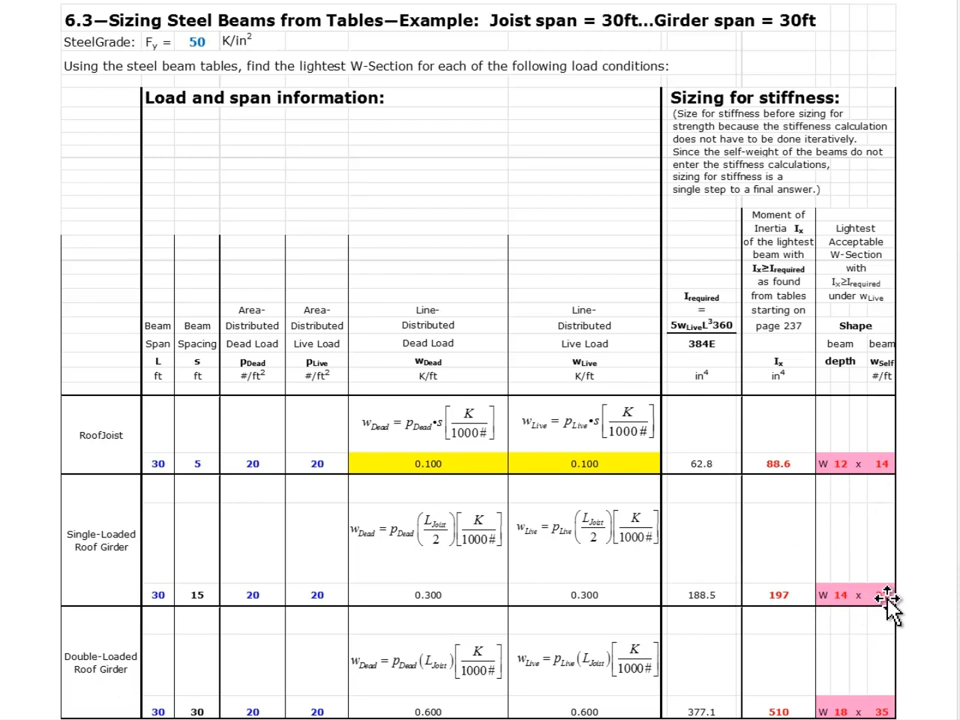 6.3—Sizing Steel Beams from Tables—Example: Joist span = 30ft...Girder span = 30ft
SteelGrade: Fy = 50 K/in²
Using the steel beam tables, find the lightest W-Section for each of the following load conditions:
Load and span information:
Sizing for stiffness:
(Size for stiffness before sizing for
strength because the stiffeness calculation
does not have to be done iteratively.
Since the self-weight of the beams do not
enter the stiffness calculations,
sizing for stiffness is a
single step to a final answer.)
Beam
Span
L
ft
Beam
Spacing
s
ft
Area-
Distributed
Dead Load
pDead
#/ft²
Area-
Distributed
Live Load
pLive
#/ft²
Line-
Distributed
Dead Load
wDead
K/ft
Line-
Distributed
Live Load
wLive
K/ft
Irequired
=
5wLiveL³360
384E
in⁴
Moment of
Inertia Ix
of the lightest
beam with
Ix≥Irequired
as found
from tables
starting on
page 237
Ix
in⁴
Lightest
Acceptable
W-Section
with
Ix≥Irequired
under wLive
Shape
beam
depth
beam
wSelf
#/ft
RoofJoist
wDead = pDead•s[K/1000#]
wLive = pLive•s[K/1000#]
30 5 20 20 0.100 0.100 62.8 88.6 W 12 x 14
Single-Loaded
Roof Girder
wDead = pDead(LJoist/2)[K/1000#]
wLive = pLive(LJoist/2)[K/1000#]
30 15 20 20 0.300 0.300 188.5 197 W 14 x
Double-Loaded
Roof Girder
wDead = pDead(LJoist)[K/1000#]
wLive = pLive(LJoist)[K/1000#]
30 30 20 20 0.600 0.600 377.1 510 W 18 x 35